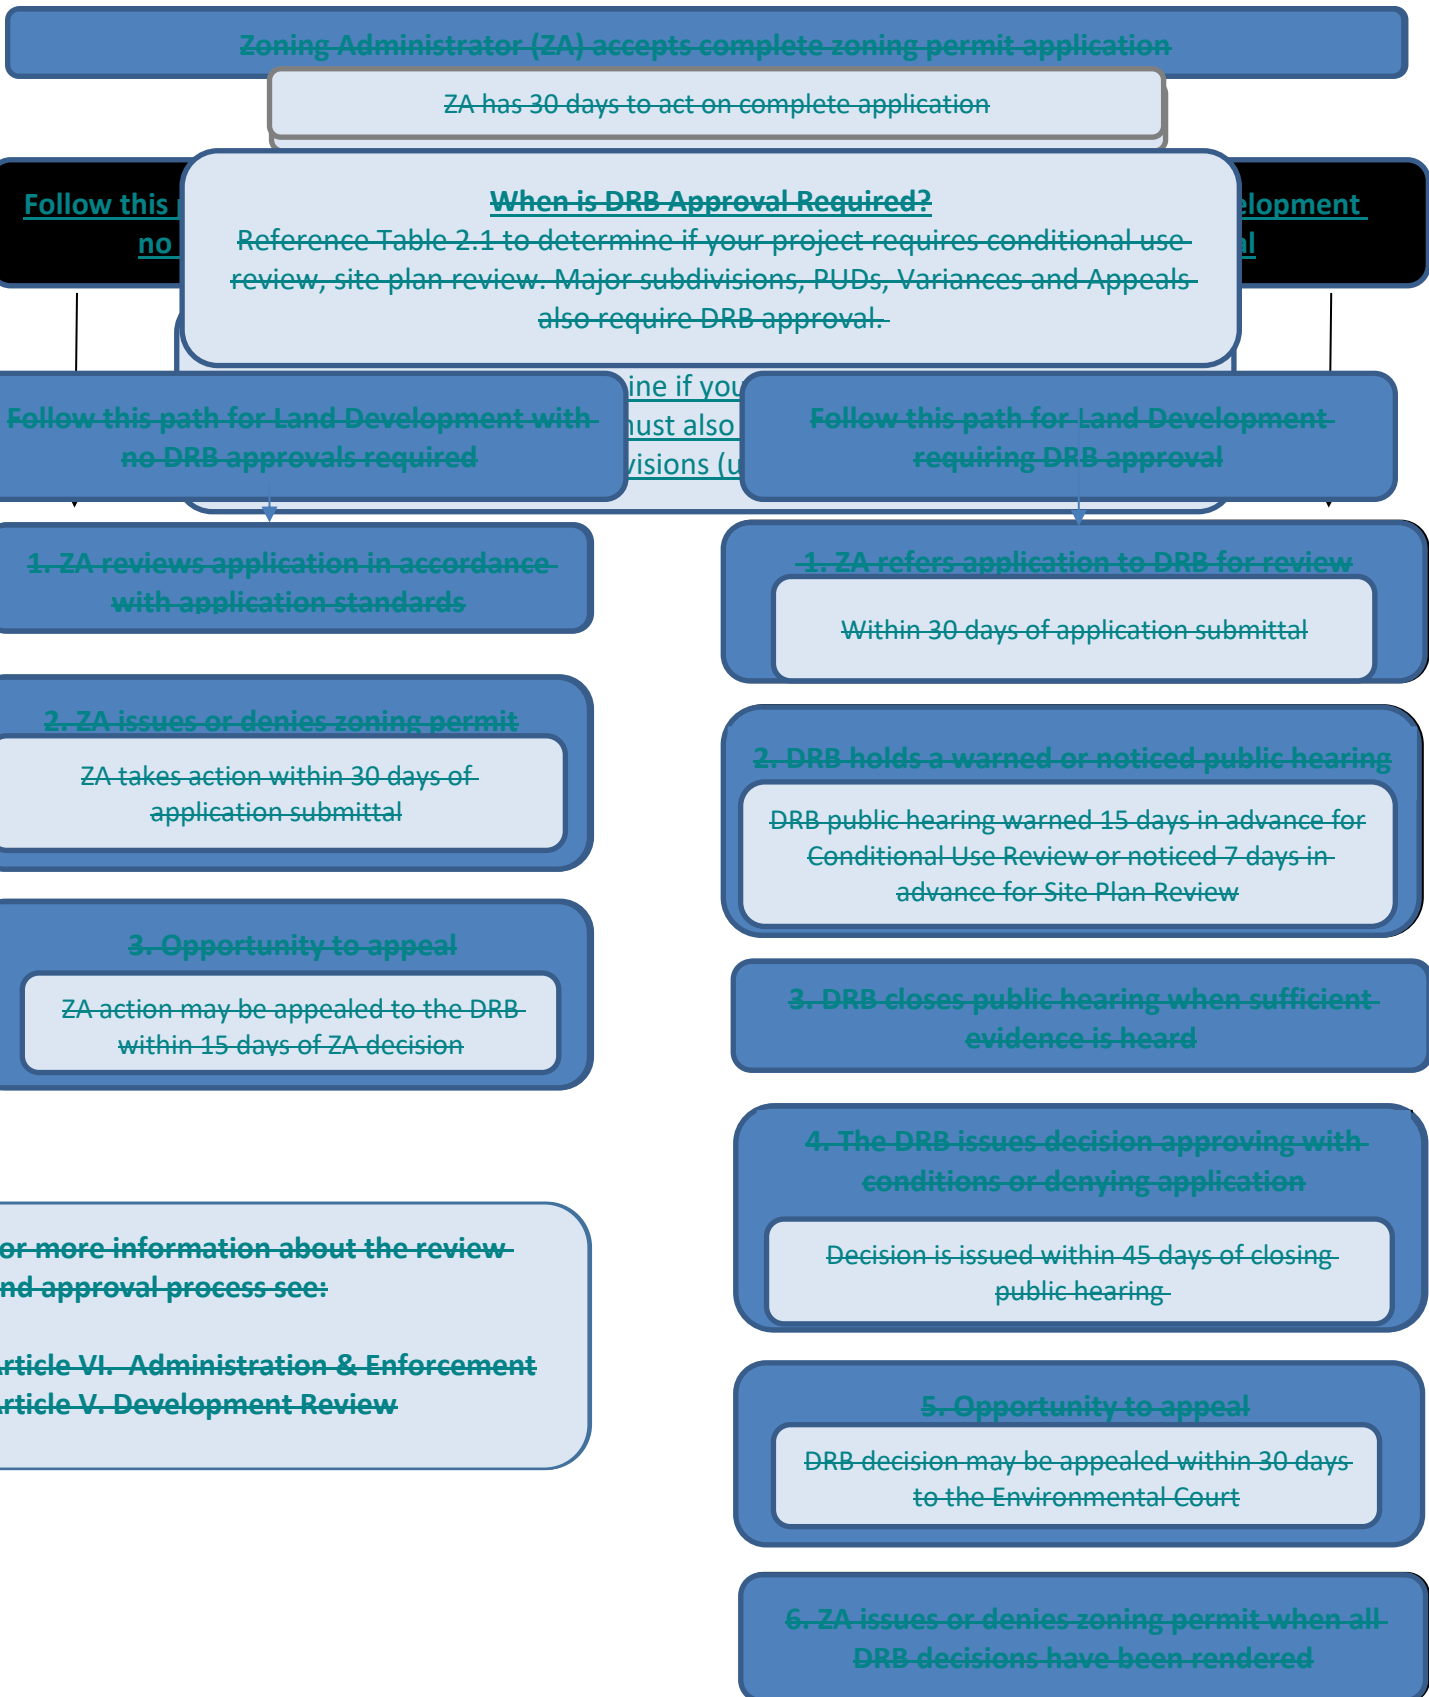 Zoning Administrator (ZA) accepts complete zoning permit application
ZA has 30 days to act on complete application
Follow this
no
When is DRB Approval Required?
Reference Table 2.1 to determine if your project requires conditional use
review, site plan review. Major subdivisions, PUDs, Variances and Appeals
also require DRB approval.
elopment
al
ine if you
must also
visions (u
Follow this path for Land Development with
no DRB approvals required
1. ZA reviews application in accordance
with application standards
2. ZA issues or denies zoning permit
ZA takes action within 30 days of
application submittal
3. Opportunity to appeal
ZA action may be appealed to the DRB
within 15 days of ZA decision
or more information about the review
nd approval process see:
Article VI. Administration & Enforcement
Article V. Development Review
Follow this path for Land Development
requiring DRB approval
1. ZA refers application to DRB for review
Within 30 days of application submittal
2. DRB holds a warned or noticed public hearing
DRB public hearing warned 15 days in advance for
Conditional Use Review or noticed 7 days in
advance for Site Plan Review
3. DRB closes public hearing when sufficient
evidence is heard
4. The DRB issues decision approving with
conditions or denying application
Decision is issued within 45 days of closing
public hearing
5. Opportunity to appeal
DRB decision may be appealed within 30 days
to the Environmental Court
6. ZA issues or denies zoning permit when all
DRB decisions have been rendered